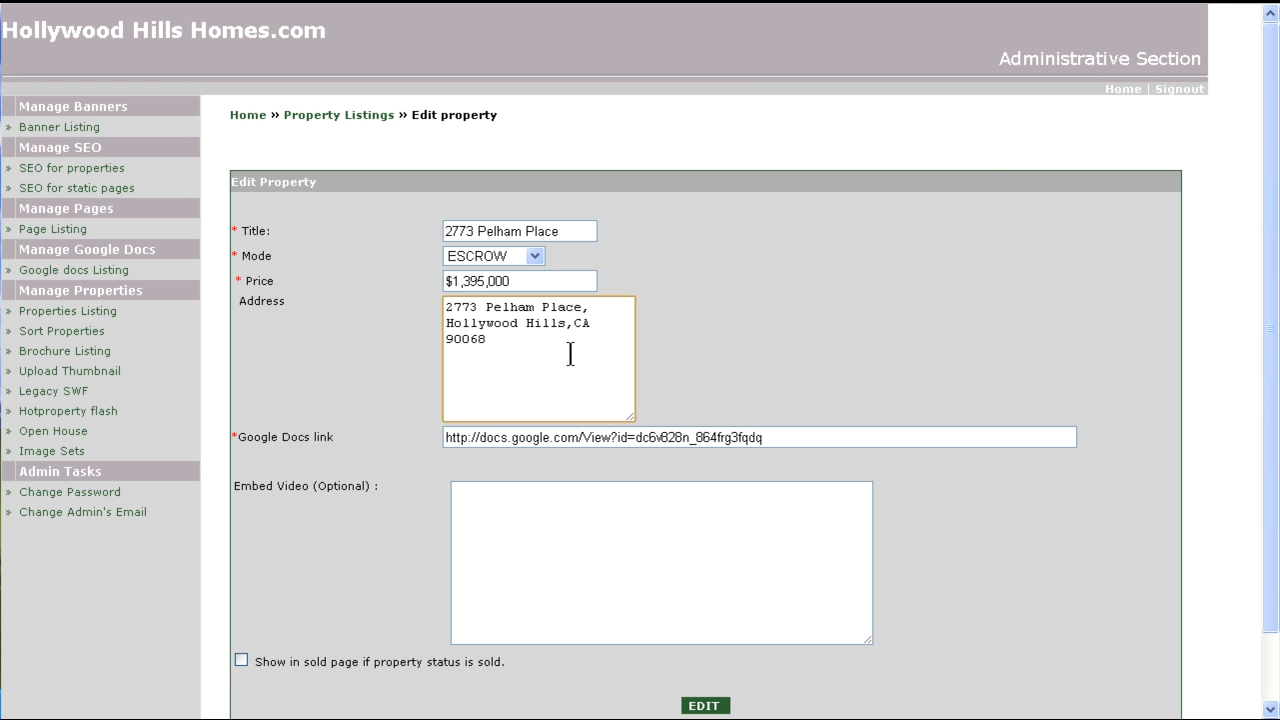 Hollywood Hills Homes.com
Administrative Section
Home | Signout
Manage Banners
» Banner Listing
Manage SEO
» SEO for properties
» SEO for static pages
Manage Pages
» Page Listing
Manage Google Docs
» Google docs Listing
Manage Properties
» Properties Listing
» Sort Properties
» Brochure Listing
» Upload Thumbnail
» Legacy SWF
» Hotproperty flash
» Open House
» Image Sets
Admin Tasks
» Change Password
» Change Admin's Email
Home » Property Listings » Edit property
Edit Property
* Title: 2773 Pelham Place
* Mode ESCROW
* Price $1,395,000
Address
2773 Pelham Place,
Hollywood Hills,CA
90068
*Google Docs link http://docs.google.com/View?id=dc6v828n_864frg3fqdq
Embed Video (Optional) :
Show in sold page if property status is sold.
EDIT